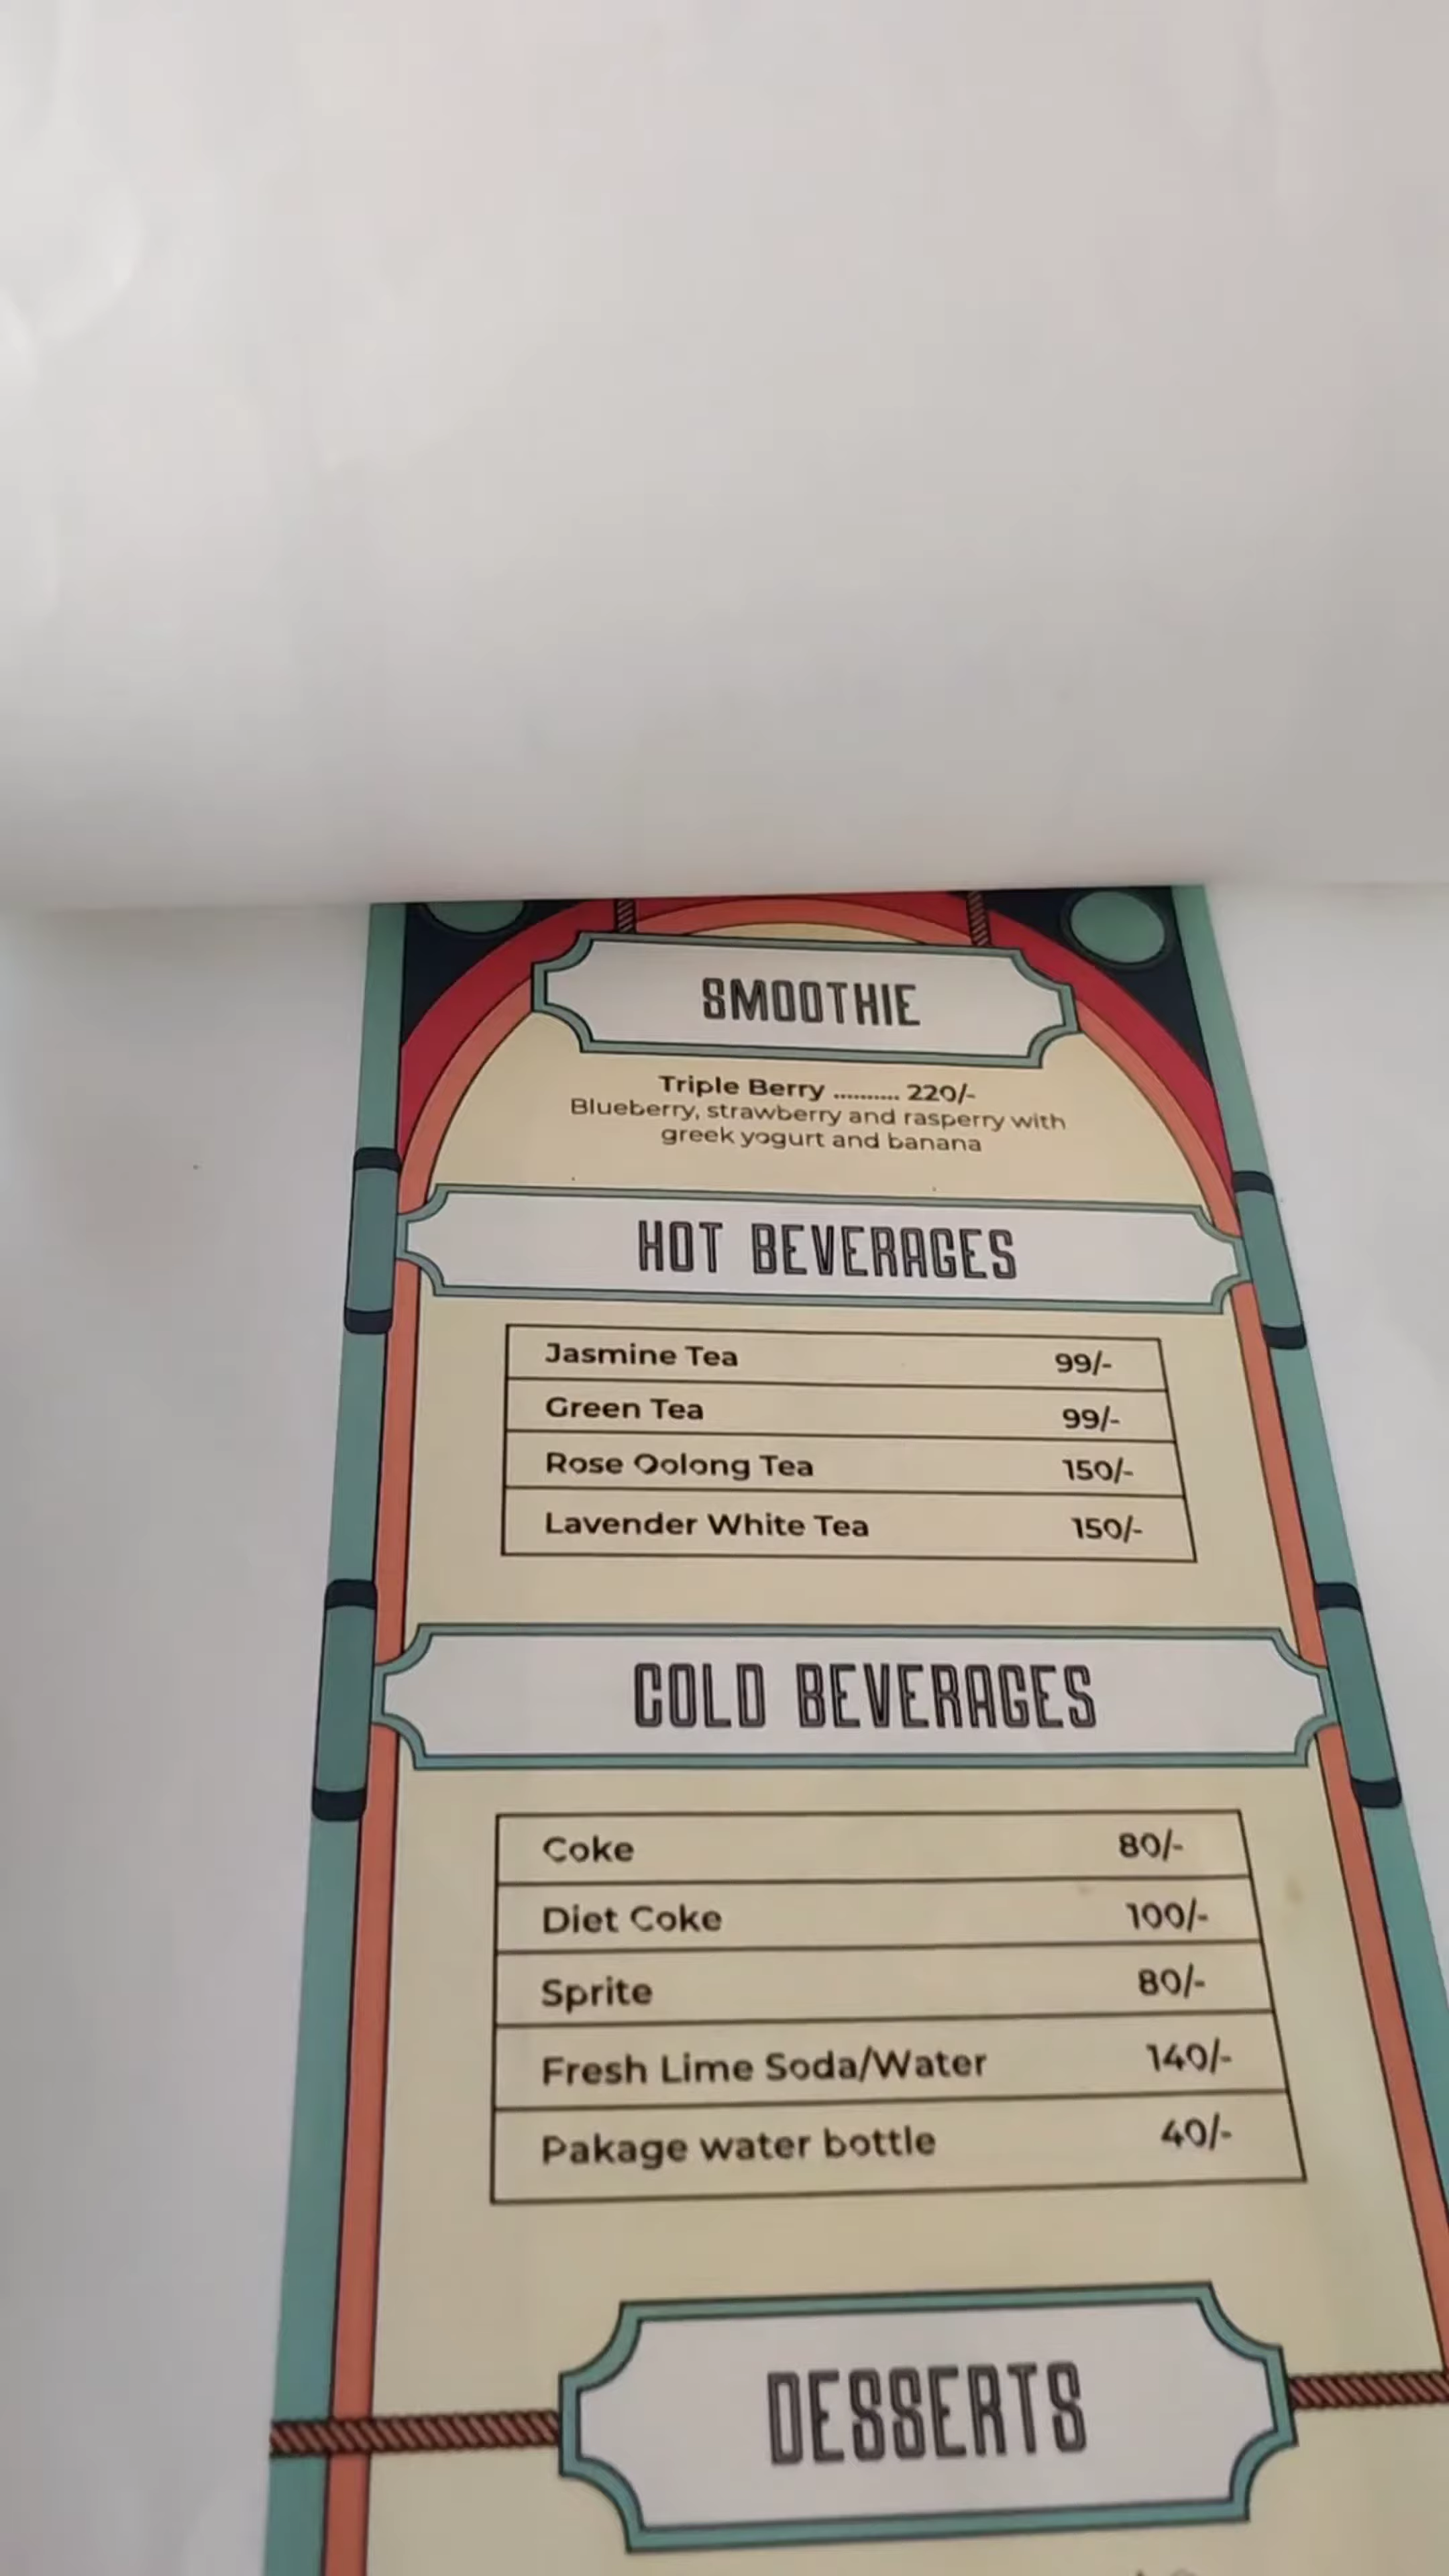 SMOOTHIE
Triple Berry .......... 220/-
Blueberry, strawberry and rasperry with
greek yogurt and banana
HOT BEVERAGES
Jasmine Tea 99/-
Green Tea 99/-
Rose Oolong Tea 150/-
Lavender White Tea 150/-
COLD BEVERAGES
Coke 80/-
Diet Coke 100/-
Sprite 80/-
Fresh Lime Soda/Water 140/-
Pakage water bottle 40/-
DESSERTS